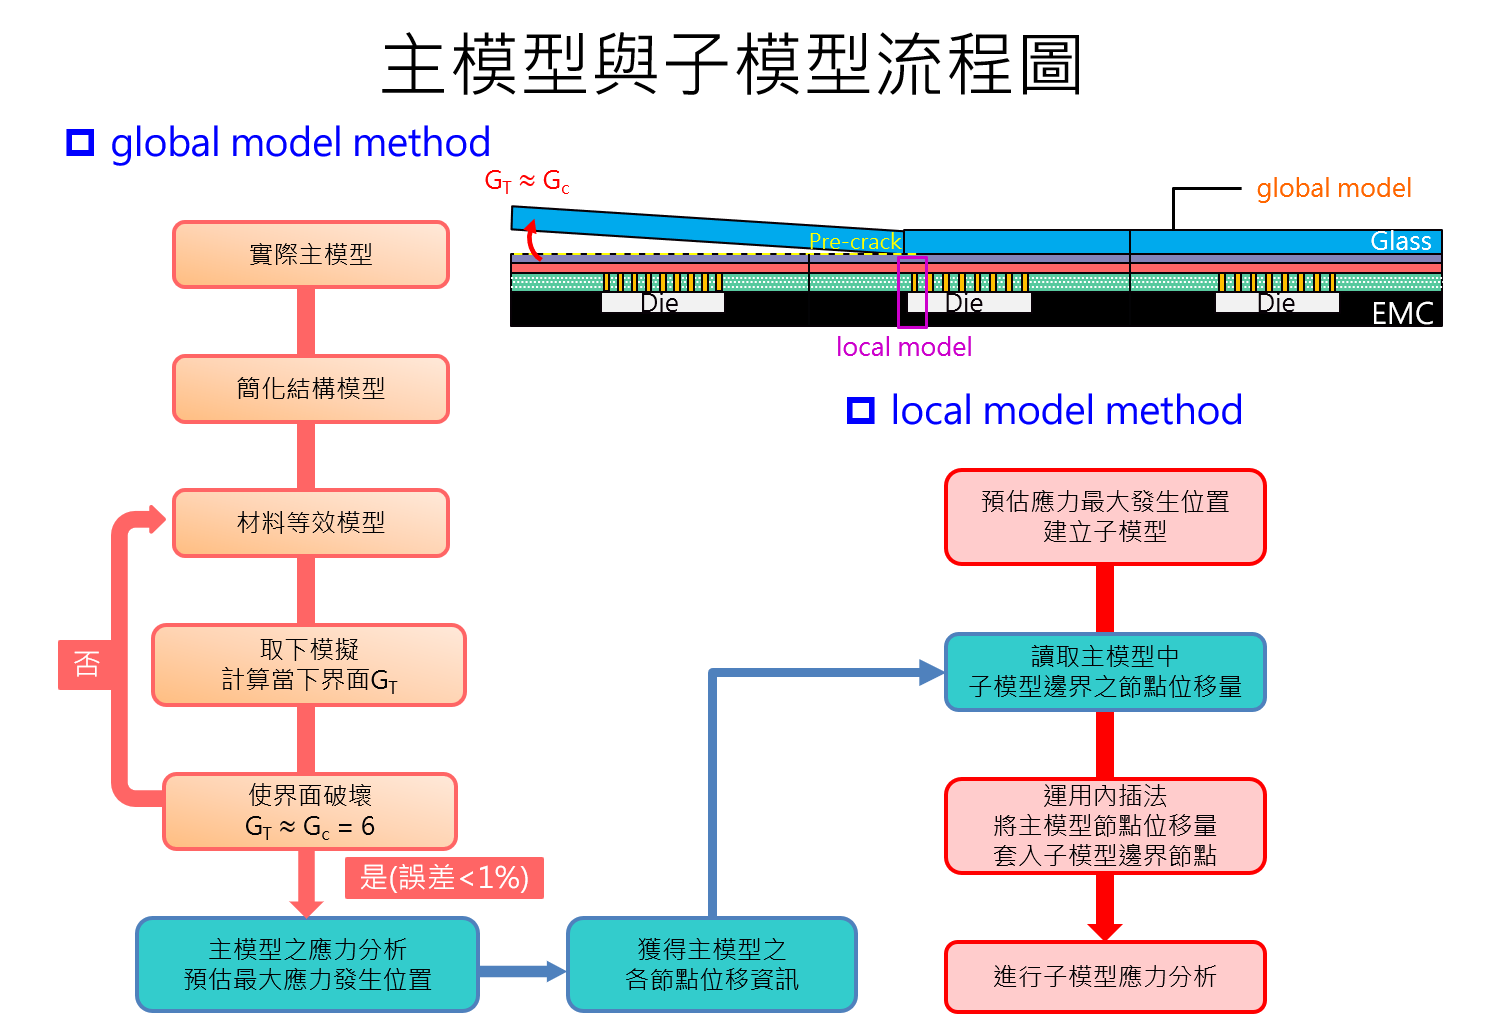 主模型與子模型流程圖
global model method
G_T ≈ G_c
global model
Pre-crack
Glass
Die
Die
Die
EMC
local model
實際主模型
簡化結構模型
材料等效模型
取下模擬
計算當下界面G_T
否
使界面破壞
G_T ≈ G_c = 6
是(誤差<1%)
主模型之應力分析
預估最大應力發生位置
獲得主模型之
各節點位移資訊
local model method
預估應力最大發生位置
建立子模型
讀取主模型中
子模型邊界之節點位移量
運用內插法
將主模型節點位移量
套入子模型邊界節點
進行子模型應力分析